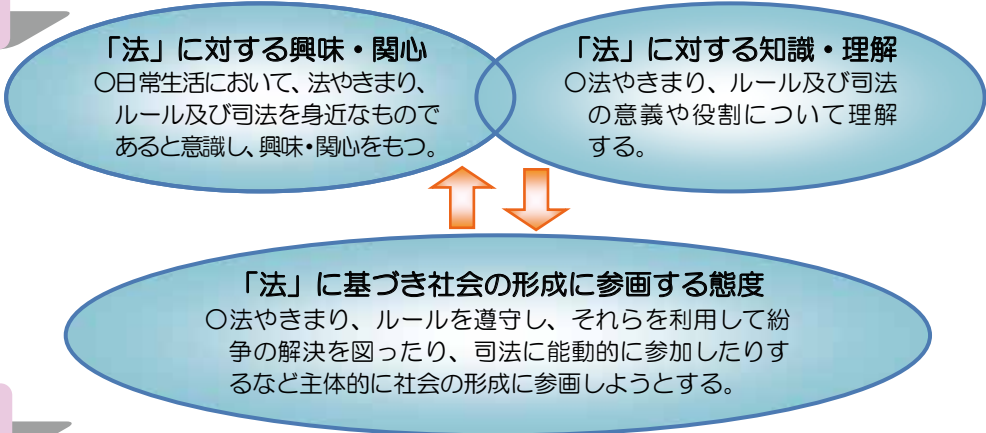 「法」に対する興味・関心
○日常生活において、法やきまり、
ルール及び司法を身近なもので
あると意識し、興味・関心をもつ。
「法」に対する知識・理解
○法やきまり、ルール及び司法
の意義や役割について理解
する。
「法」に基づき社会の形成に参画する態度
○法やきまり、ルールを遵守し、それらを利用して紛
争の解決を図ったり、司法に能動的に参加したりす
るなど主体的に社会の形成に参画しようとする。